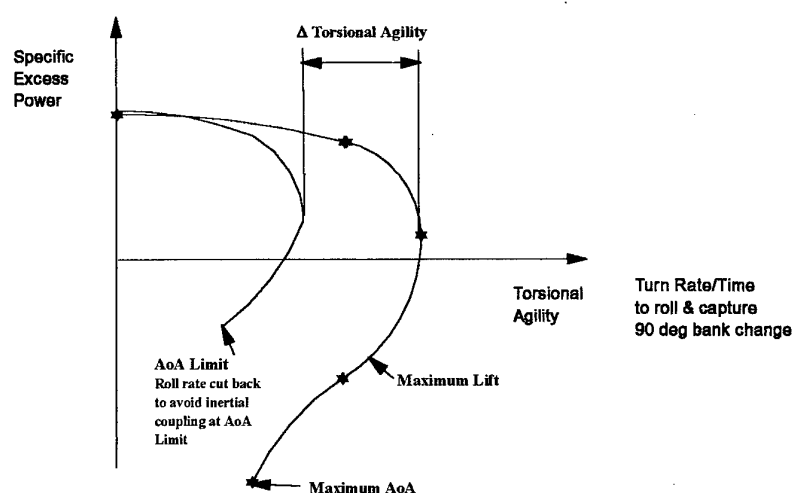 Δ Torsional Agility
Specific
Excess
Power
Torsional
Agility
Turn Rate/Time
to roll & capture
90 deg bank change
AoA Limit
Roll rate cut back
to avoid inertial
coupling at AoA
Limit
Maximum Lift
Maximum AoA